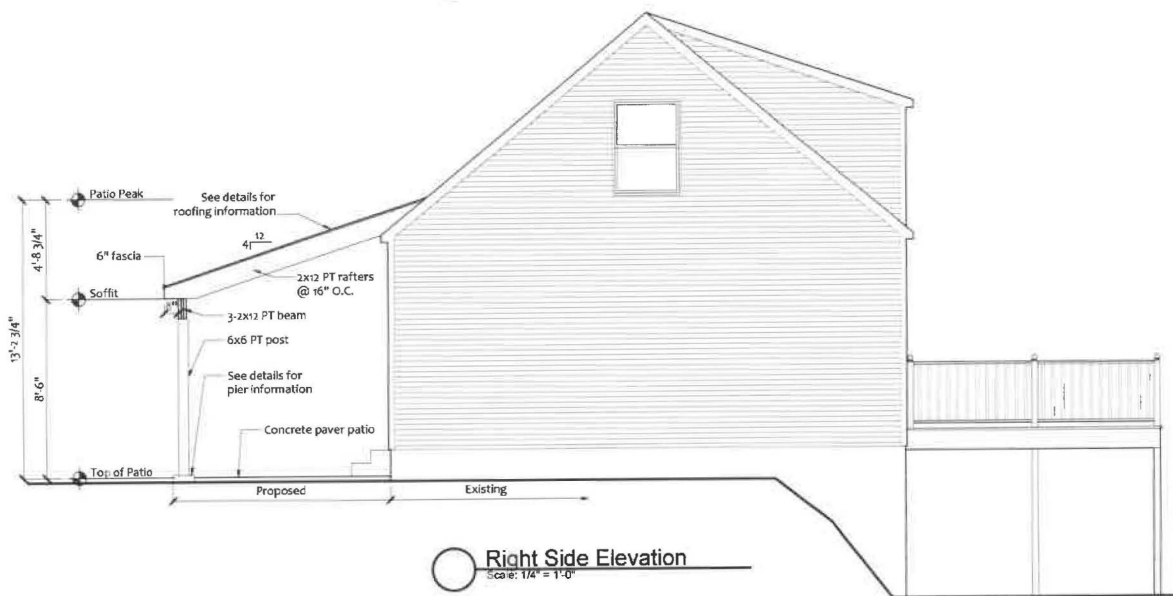 Patio Peak
See details for
roofing information
12
4
4'-8 3/4"
6" fascia
2x12 PT rafters
@ 16" O.C.
Soffit
3-2x12 PT beam
13'-2 3/4"
6x6 PT post
8'-6"
See details for
pier information
Concrete paver patio
Top of Patio
Proposed
Existing
Right Side Elevation
Scale: 1/4" = 1'-0"